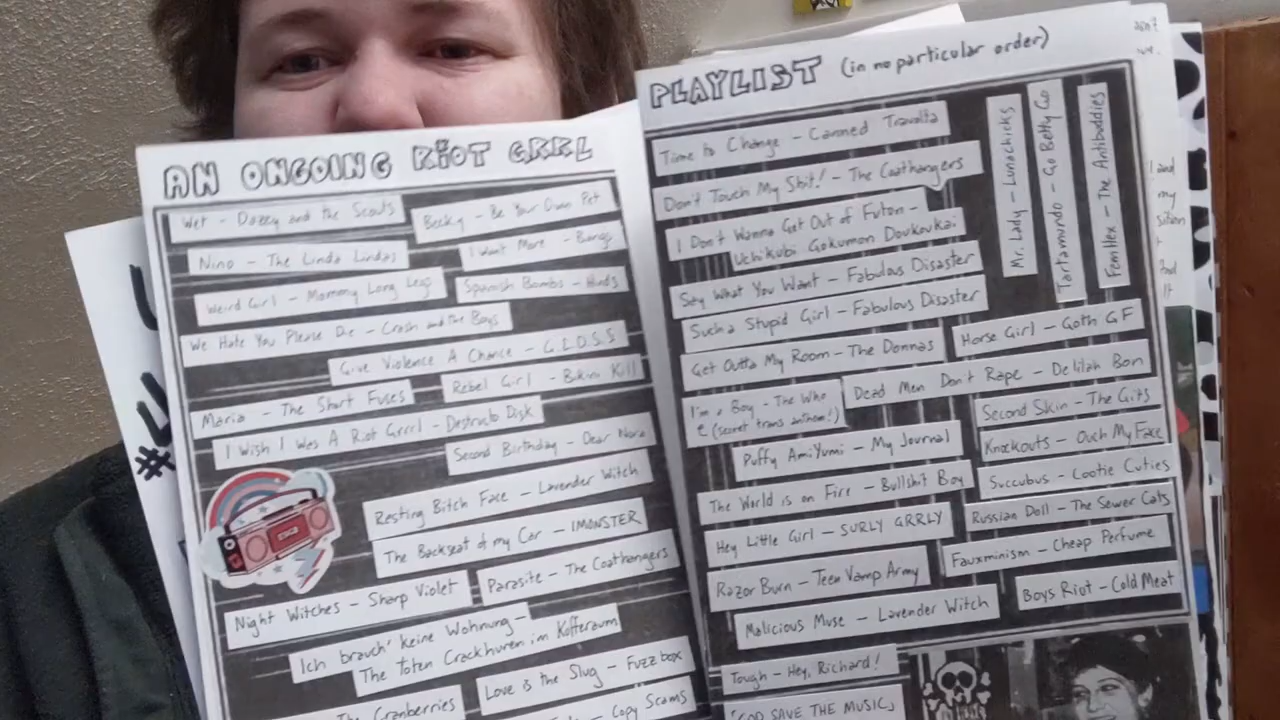 AN ONGOING RIOT GRRL
Wet - Dazey and the Scouts
Becky - Be Your Own Pet
Nino - The Linda Lindas
I Want More - Bangs
Weird Girl - Mommy Long Legs
Spanish Bombs - Hinds
We Hate You Please Die - Crash and the Boys
Give Violence A Chance - G.L.O.S.S
Maria - The Short Fuses
Rebel Girl - Bikini Kill
I Wish I Was A Riot Grrrl - Destructo Disk
Second Birthday - Dear Nora
Resting Bitch Face - Lavender Witch
The Backseat of my Car - IMONSTER
Night Witches - Sharp Violet
Parasite - The Coathangers
Ich brauch' keine Wohnung -
The toten Crackhuren im Kofferaum
The Cranberries
Love is the Slug - Fuzzbox
Copy Scams
PLAYLIST (in no particular order)
Time to Change - Canned Travolta
Don't Touch My Shit! - The Coathangers
I Don't Wanna Get Out of Futon -
Uchikubi Gokumon Doukoukai
Say What You Want - Fabulous Disaster
Such a Stupid Girl - Fabulous Disaster
Mr. Lady - Lunachicks
Tartamundo - Go Betty Go
Fem Hex - The Antibuddies
Get Outta My Room - The Donnas
Horse Girl - Goth GF
I'm a Boy - The Who
(secret trans anthem!)
Dead Men Don't Rape - Delilah Bon
Second Skin - The Gits
Puffy AmiYumi - My Journal
Knockouts - Ouch My Face
The World is on Fire - Bullshit Boy
Succubus - Cootie Cuties
Hey Little Girl - SURLY GRRLY
Russian Doll - The Sewer Cats
Razor Burn - Teen Vamp Army
Fauxminism - Cheap Perfume
Malicious Muse - Lavender Witch
Boys Riot - Cold Meat
Tough - Hey, Richard!
「GOD SAVE THE MUSIC」
#
I and
my